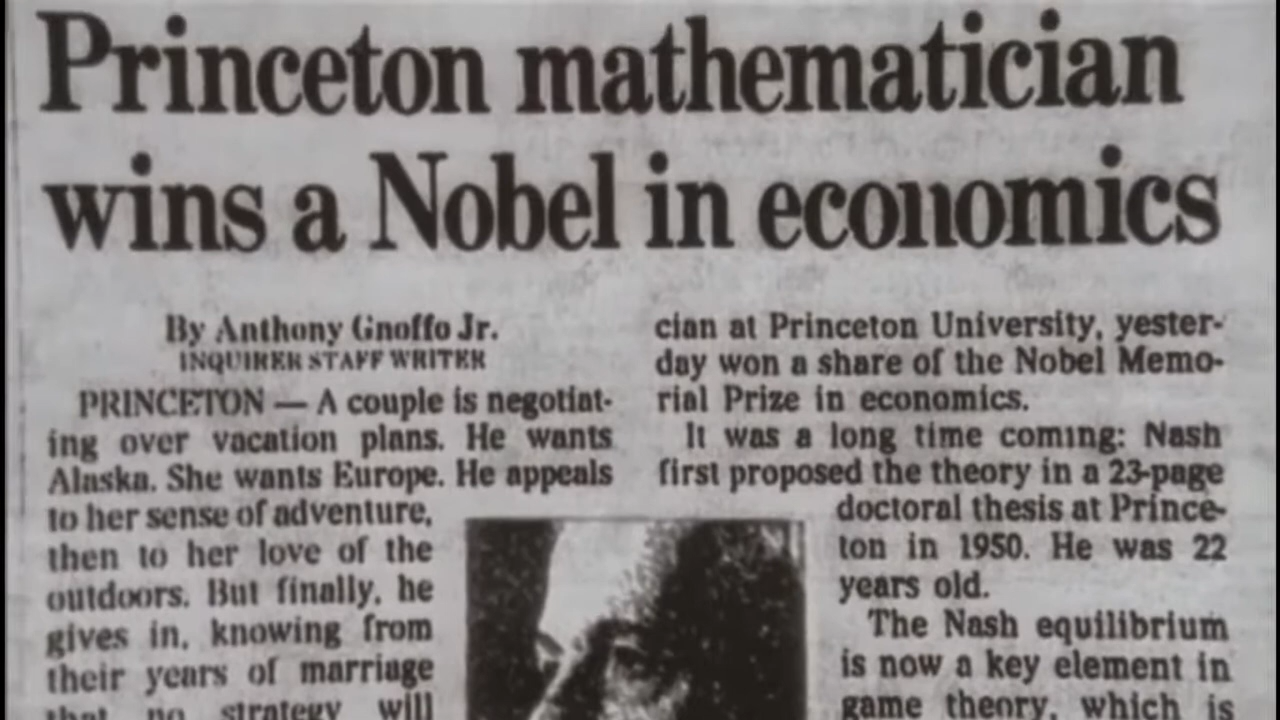 Princeton mathematician
wins a Nobel in economics
By Anthony Gnoffo Jr.
INQUIRER STAFF WRITER
PRINCETON — A couple is negotiat-
ing over vacation plans. He wants
Alaska. She wants Europe. He appeals
to her sense of adventure,
then to her love of the
outdoors. But finally, he
gives in, knowing from
their years of marriage
that no strategy will
cian at Princeton University, yester-
day won a share of the Nobel Memo-
rial Prize in economics.
It was a long time coming: Nash
first proposed the theory in a 23-page
doctoral thesis at Prince-
ton in 1950. He was 22
years old.
The Nash equilibrium
is now a key element in
game theory, which is